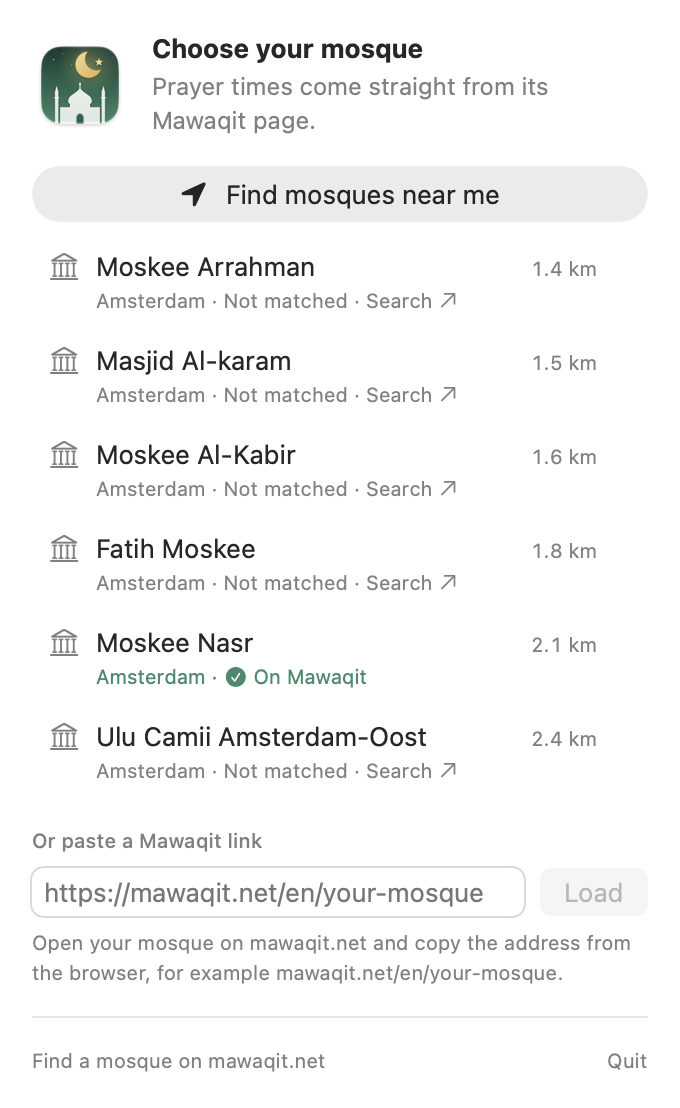 Choose your mosque
Prayer times come straight from its
Mawaqit page.
Find mosques near me
Moskee Arrahman 1.4 km
Amsterdam · Not matched · Search ↗
Masjid Al-karam 1.5 km
Amsterdam · Not matched · Search ↗
Moskee Al-Kabir 1.6 km
Amsterdam · Not matched · Search ↗
Fatih Moskee 1.8 km
Amsterdam · Not matched · Search ↗
Moskee Nasr 2.1 km
Amsterdam · On Mawaqit
Ulu Camii Amsterdam-Oost 2.4 km
Amsterdam · Not matched · Search ↗
Or paste a Mawaqit link
https://mawaqit.net/en/your-mosque Load
Open your mosque on mawaqit.net and copy the address from
the browser, for example mawaqit.net/en/your-mosque.
Find a mosque on mawaqit.net Quit